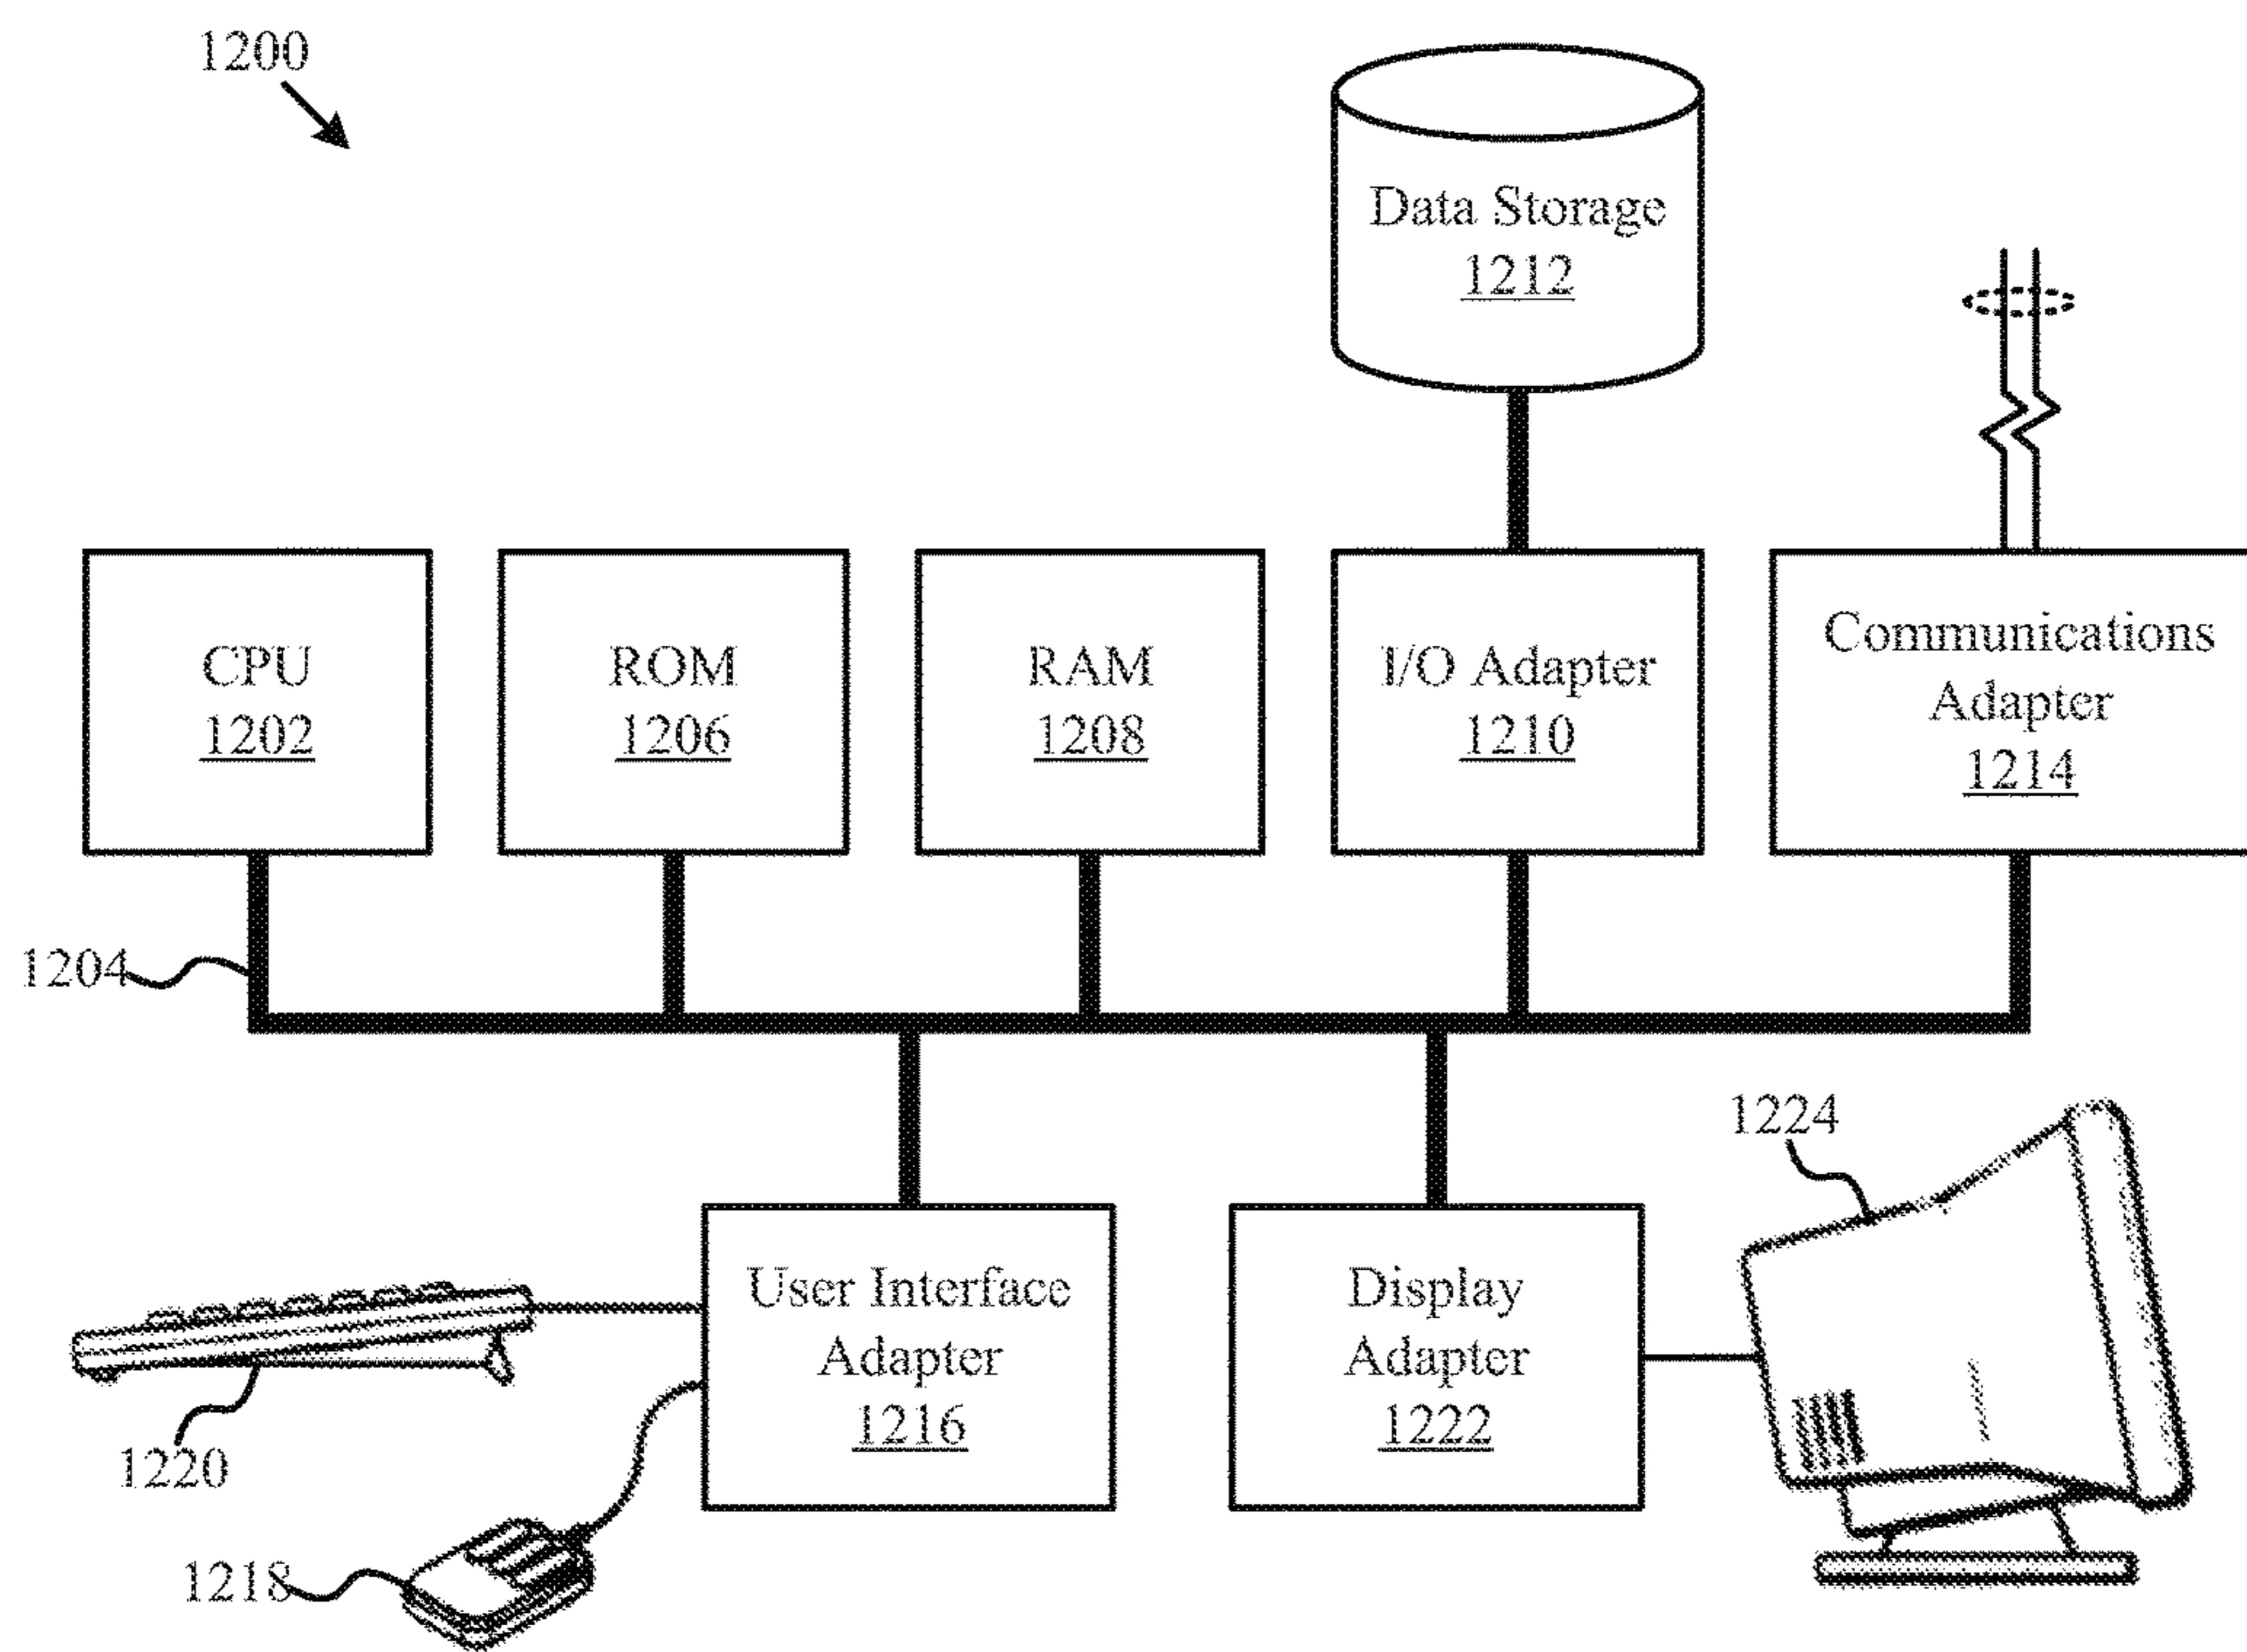 1200
Data Storage
1212
CPU
1202
ROM
1206
RAM
1208
I/O Adapter
1210
Communications
Adapter
1214
1204
1224
User Interface
Adapter
1216
Display
Adapter
1222
1220
1218